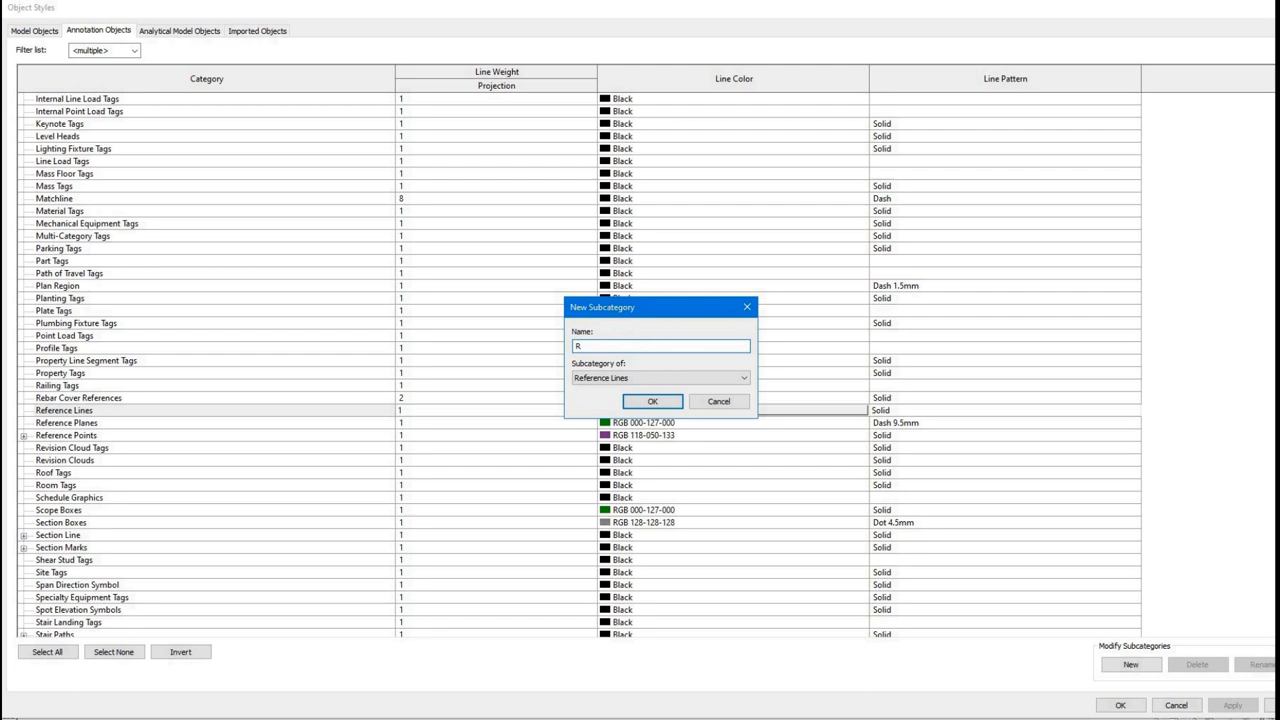 Object Styles
Model Objects Annotation Objects Analytical Model Objects Imported Objects
Filter list: <multiple>
Category Line Weight Line Color Line Pattern
Projection
Internal Line Load Tags 1 Black
Internal Point Load Tags 1 Black
Keynote Tags 1 Black Solid
Level Heads 1 Black Solid
Lighting Fixture Tags 1 Black Solid
Line Load Tags 1 Black
Mass Floor Tags 1 Black
Mass Tags 1 Black Solid
Matchline 8 Black Dash
Material Tags 1 Black Solid
Mechanical Equipment Tags 1 Black Solid
Multi-Category Tags 1 Black Solid
Parking Tags 1 Black Solid
Part Tags 1 Black
Path of Travel Tags 1 Black
Plan Region 1 Black Dash 1.5mm
Planting Tags 1 Solid
Plate Tags 1
Plumbing Fixture Tags 1 Solid
Point Load Tags 1
Profile Tags 1
Property Line Segment Tags 1 Solid
Property Tags 1 Solid
Railing Tags 1
Rebar Cover References 2 Solid
Reference Lines 1 Solid
Reference Planes 1 RGB 000-127-000 Dash 9.5mm
Reference Points 1 RGB 118-050-133 Solid
Revision Cloud Tags 1 Black Solid
Revision Clouds 1 Black Solid
Roof Tags 1 Black Solid
Room Tags 1 Black Solid
Schedule Graphics 1 Black
Scope Boxes 1 RGB 000-127-000 Solid
Section Boxes 1 RGB 128-128-128 Dot 4.5mm
Section Line 1 Black Solid
Section Marks 1 Black Solid
Shear Stud Tags 1 Black
Site Tags 1 Black Solid
Span Direction Symbol 1 Black Solid
Specialty Equipment Tags 1 Black Solid
Spot Elevation Symbols 1 Black Solid
Stair Landing Tags 1 Black
Stair Paths 1 Black Solid
New Subcategory
Name:
R
Subcategory of:
Reference Lines
OK Cancel
Select All Select None Invert
Modify Subcategories
New Delete Rename
OK Cancel Apply